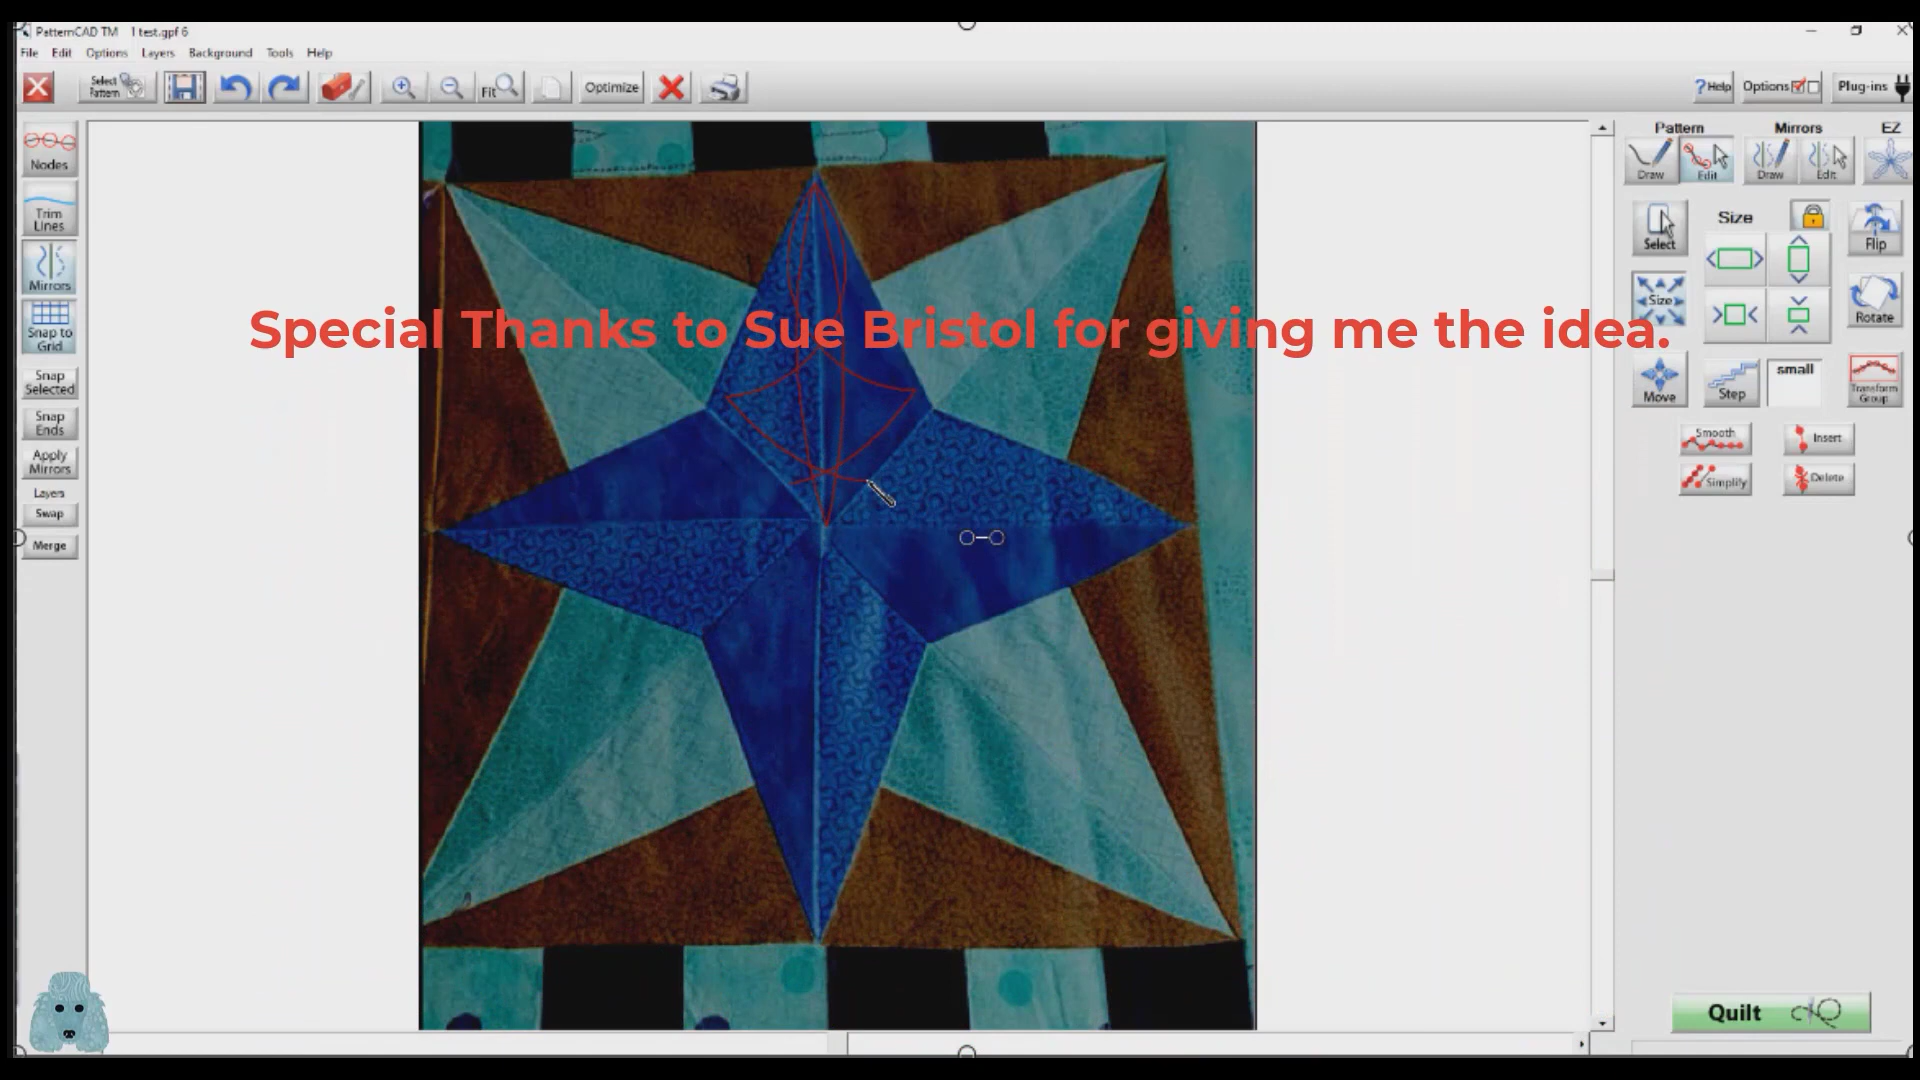 PatternCAD TM 1 test.gpf 6
File Edit Options Layers Background Tools Help
Select Pattern
Fit
Optimize
?Help
Options
Plug-ins
Nodes
Trim Lines
Mirrors
Snap to Grid
Snap Selected
Snap Ends
Apply Mirrors
Layers
Swap
Merge
Special Thanks to Sue Bristol for giving me the idea.
Pattern Mirrors EZ
Draw Edit Draw Edit
Select
Size
Flip
Size
Rotate
Move
Step
small
Transform Group
Smooth
Insert
Simplify
Delete
Quilt